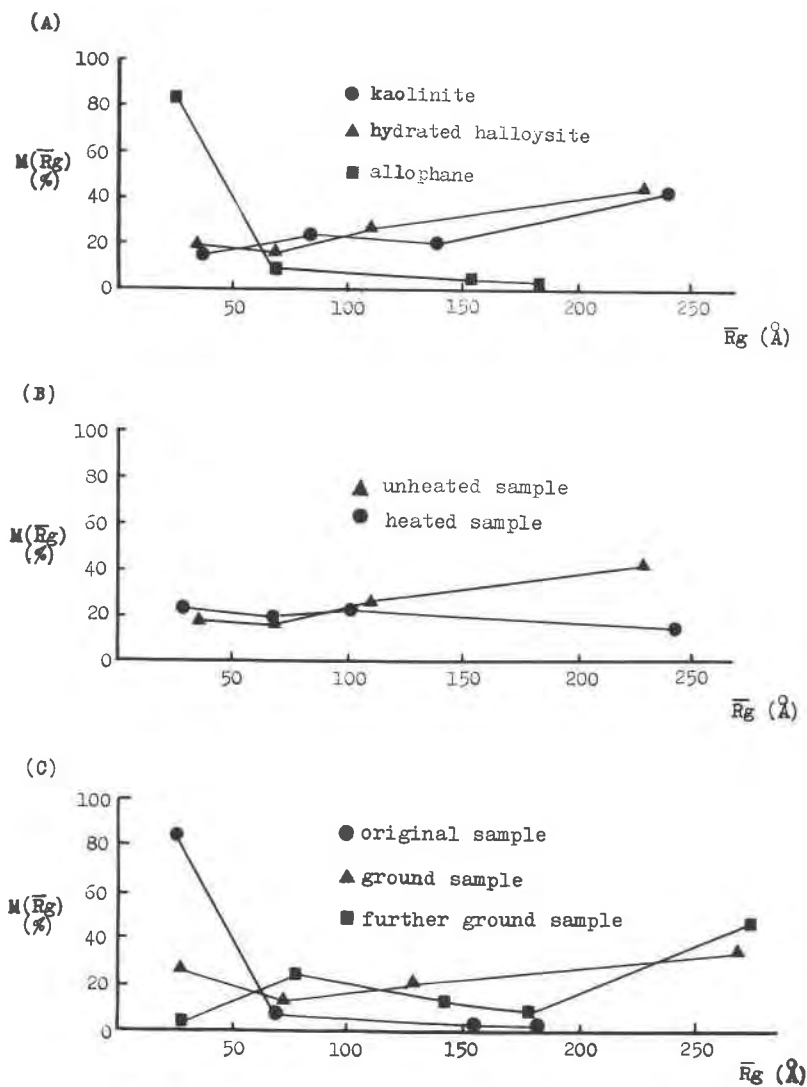 (A)
100
80
60
40
20
0
M(R̅g)
(%)
● kaolinite
▲ hydrated halloysite
■ allophane
50 100 150 200 250
R̅g (Å)
(B)
100
80
60
40
20
0
M(R̅g)
(%)
▲ unheated sample
● heated sample
50 100 150 200 250
R̅g (Å)
(C)
100
80
60
40
20
0
M(R̅g)
(%)
● original sample
▲ ground sample
■ further ground sample
50 100 150 200 250
R̅g (Å)